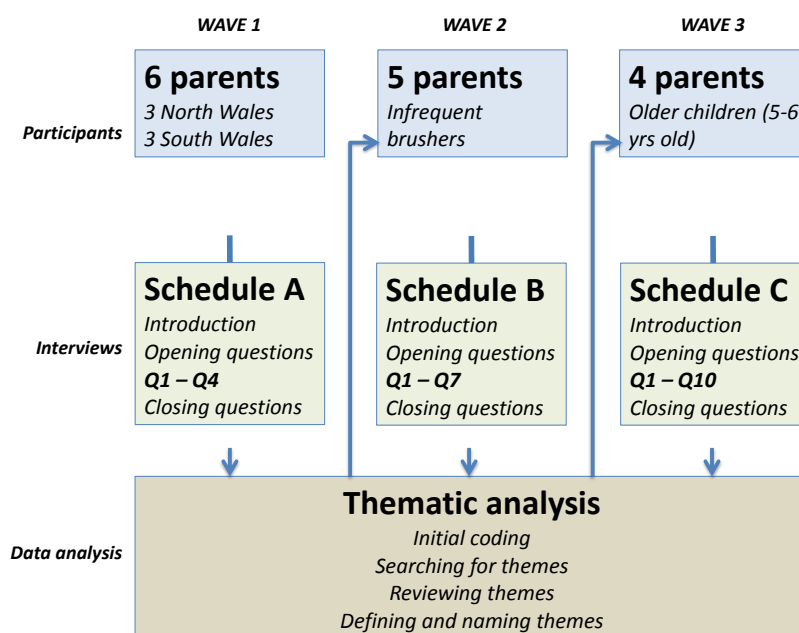 WAVE 1
WAVE 2
WAVE 3
Participants
6 parents
3 North Wales
3 South Wales
5 parents
Infrequent
brushers
4 parents
Older children (5-6
yrs old)
Interviews
Schedule A
Introduction
Opening questions
Q1 – Q4
Closing questions
Schedule B
Introduction
Opening questions
Q1 – Q7
Closing questions
Schedule C
Introduction
Opening questions
Q1 – Q10
Closing questions
Data analysis
Thematic analysis
Initial coding
Searching for themes
Reviewing themes
Defining and naming themes